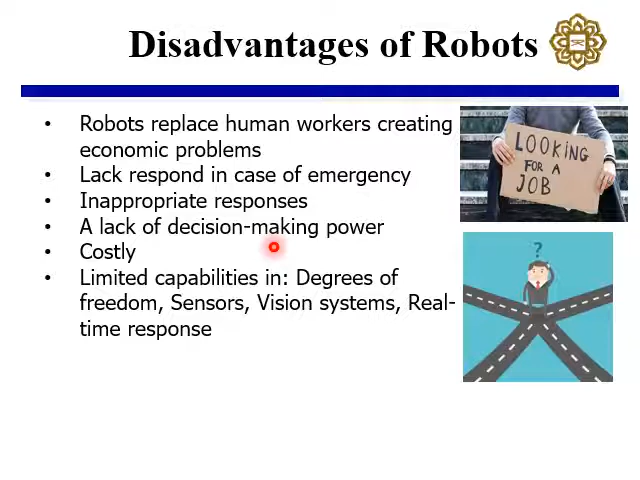 Disadvantages of Robots
• Robots replace human workers creating
economic problems
• Lack respond in case of emergency
• Inappropriate responses
• A lack of decision-making power
• Costly
• Limited capabilities in: Degrees of
freedom, Sensors, Vision systems, Real-
time response
LOOKING
FOR A
JOB
?